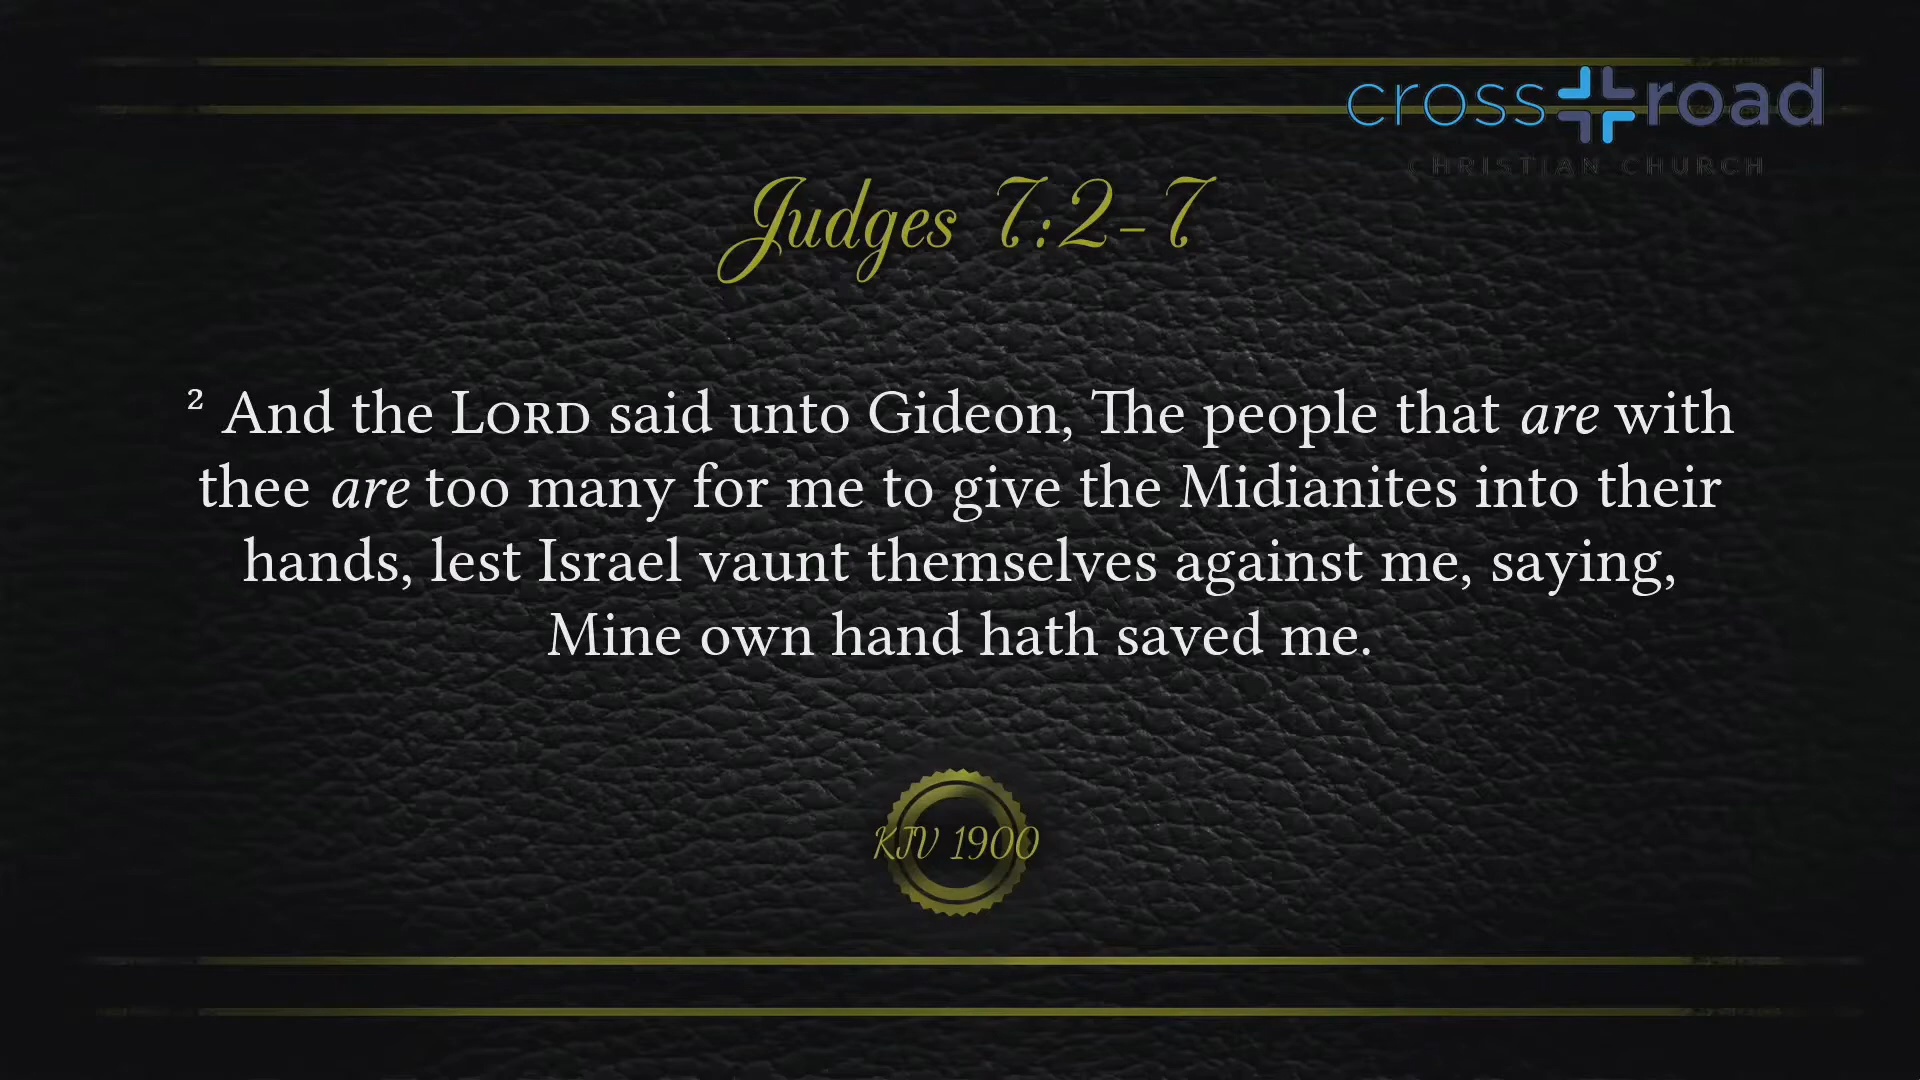 cross road
CHRISTIAN CHURCH
Judges 7:2–7
² And the LORD said unto Gideon, The people that are with
thee are too many for me to give the Midianites into their
hands, lest Israel vaunt themselves against me, saying,
Mine own hand hath saved me.
KJV 1900